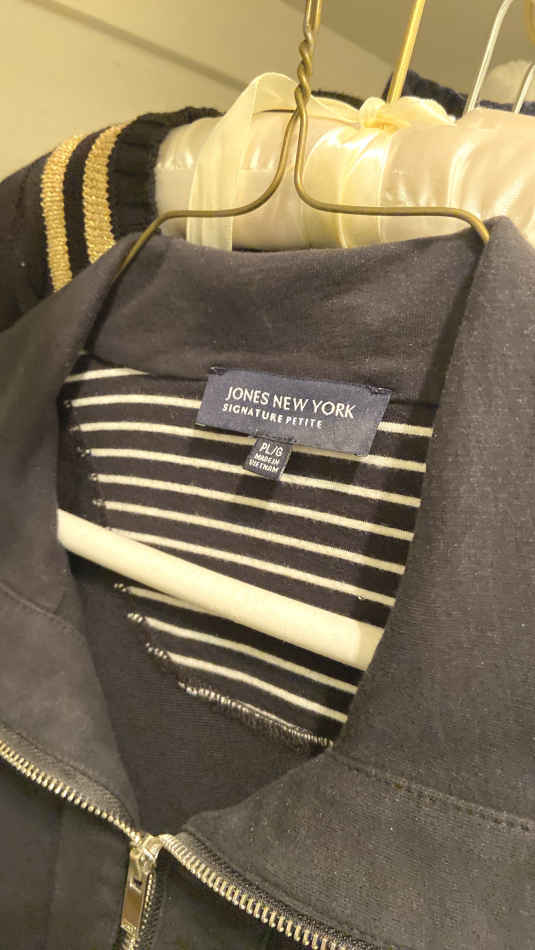 JONES NEW YORK
SIGNATURE PETITE
PL/G
MADE IN
VIETNAM